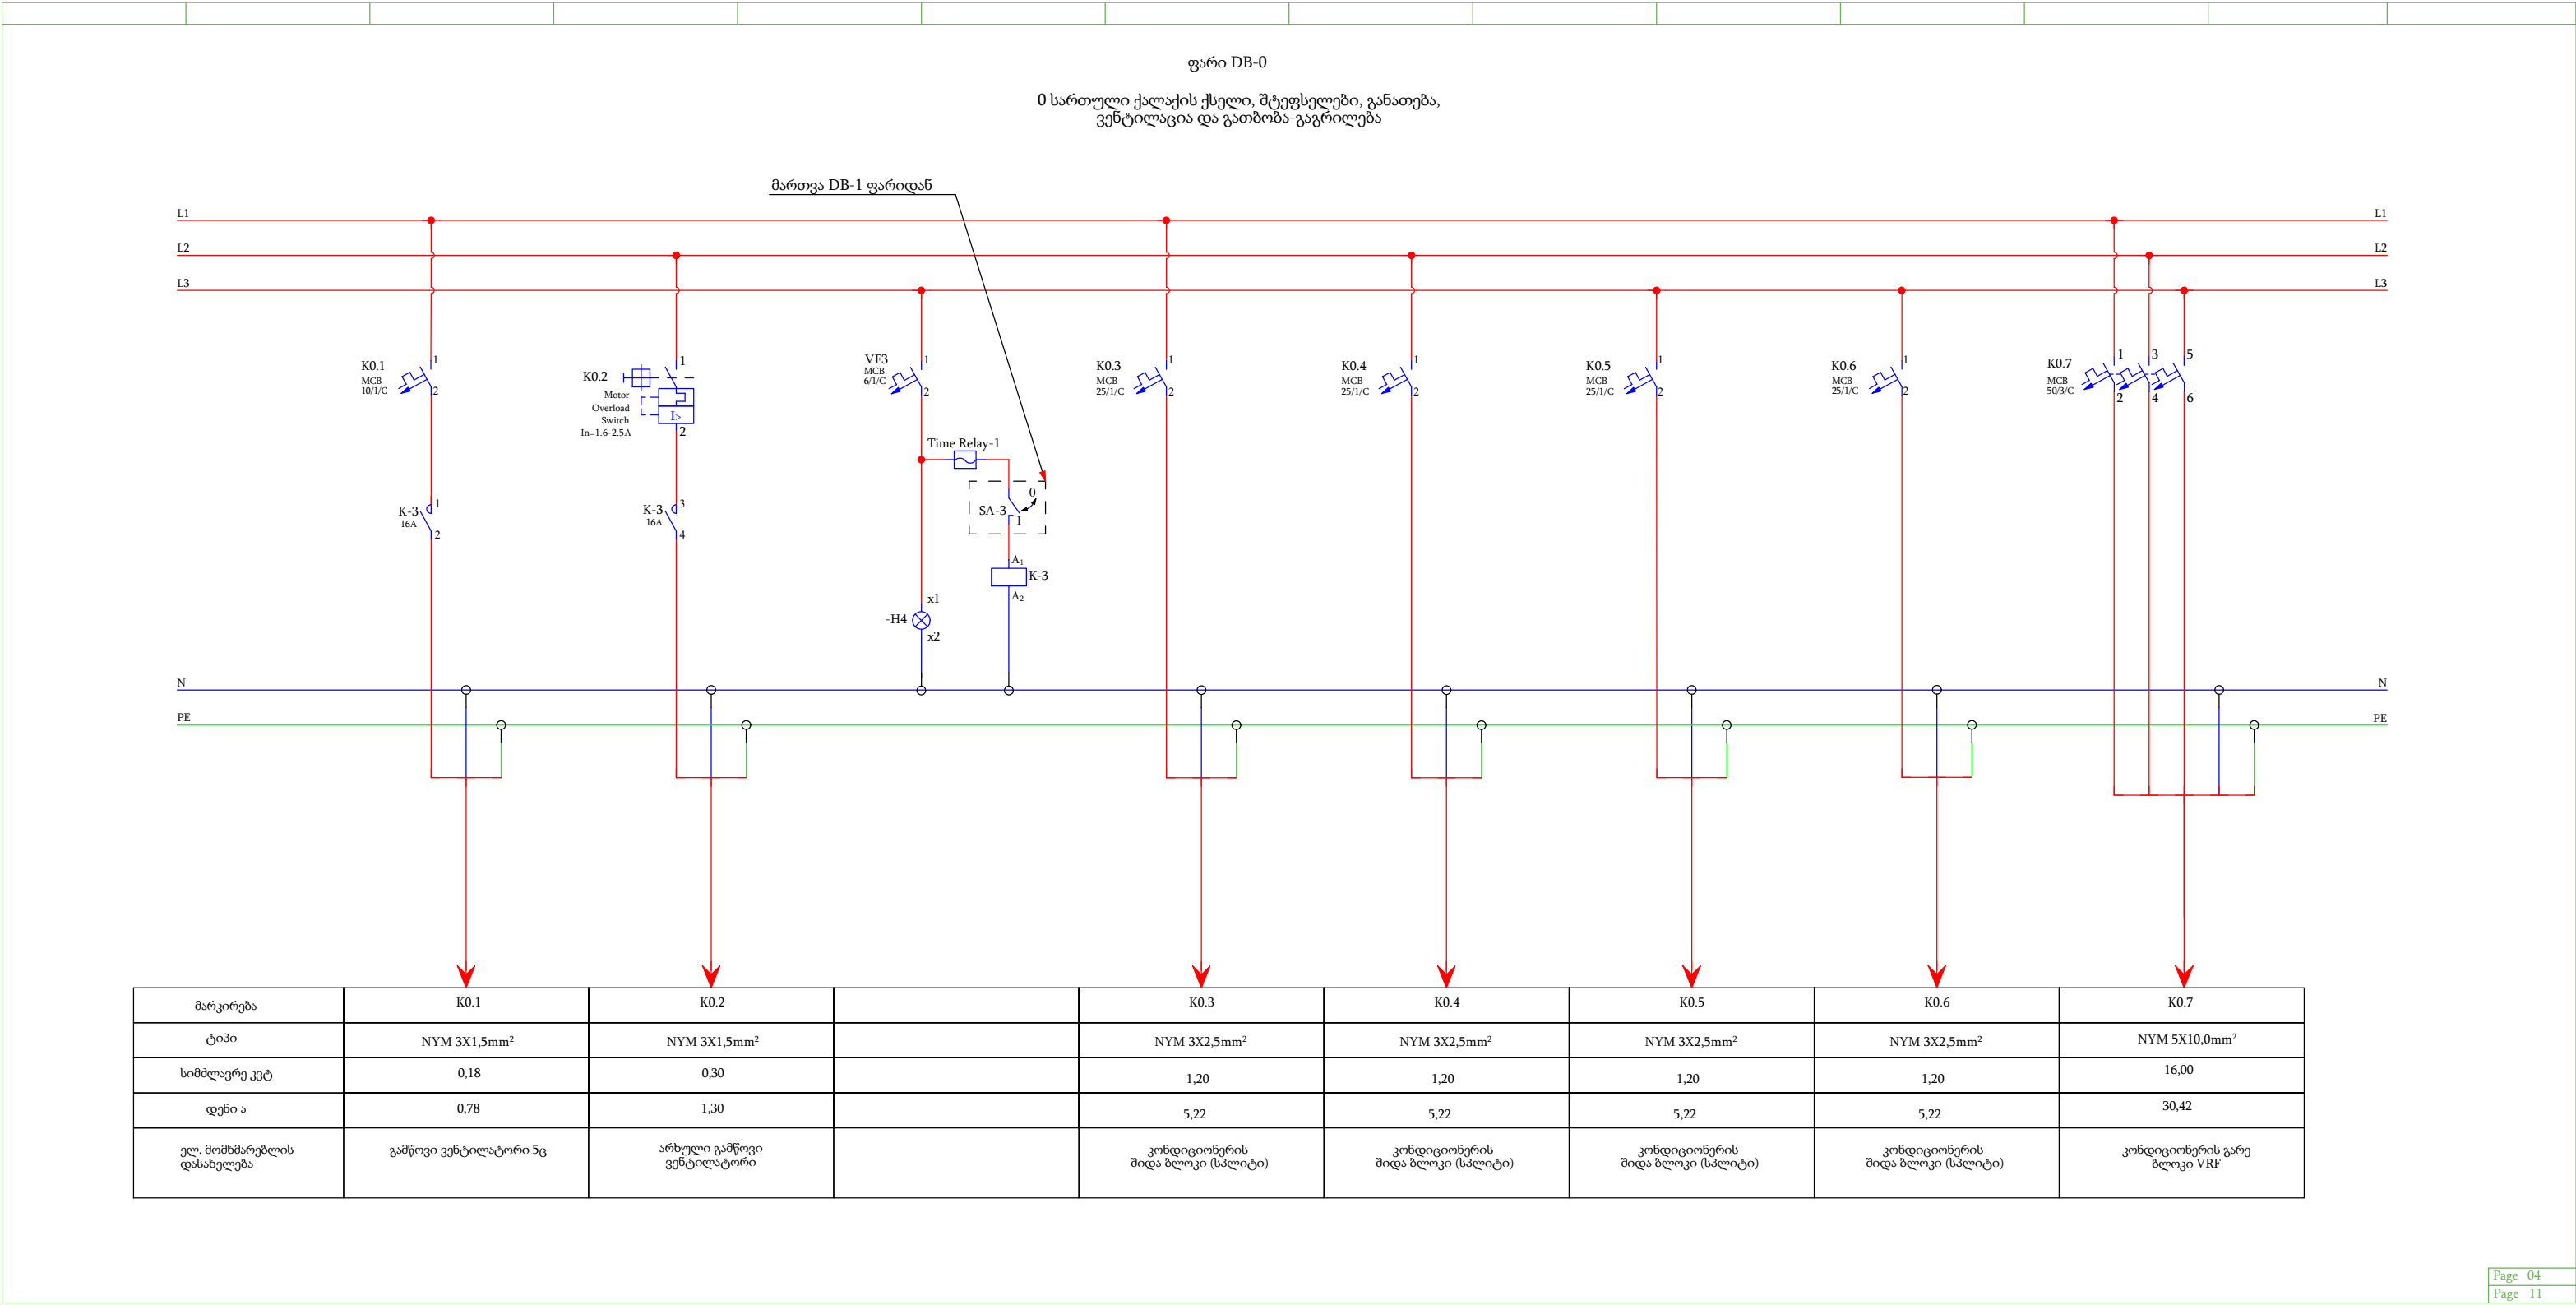 ფარი DB-0
0 სართული ქალაქის ქსელი, შტეფსელები, განათება,
ვენტილაცია და გათბობა-გაგრილება
მართვა DB-1 ფარიდან
L1 L1
L2 L2
L3 L3
K0.1
MCB
10/1/C
1
2
K0.2
Motor
Overload
Switch
In=1.6-2.5A
1
I>
2
VF3
MCB
6/1/C
1
2
K0.3
MCB
25/1/C
1
2
K0.4
MCB
25/1/C
1
2
K0.5
MCB
25/1/C
1
2
K0.6
MCB
25/1/C
1
2
K0.7
MCB
50/3/C
1 3 5
2 4 6
Time Relay-1
K-3
16A
1
2
K-3
16A
3
4
SA-3
0
1
A1
K-3
A2
-H4
x1
x2
N N
PE PE
მარკირება K0.1 K0.2 K0.3 K0.4 K0.5 K0.6 K0.7
ტიპი NYM 3X1,5mm² NYM 3X1,5mm² NYM 3X2,5mm² NYM 3X2,5mm² NYM 3X2,5mm² NYM 3X2,5mm² NYM 5X10,0mm²
სიმძლავრე კვტ 0,18 0,30 1,20 1,20 1,20 1,20 16,00
დენი ა 0,78 1,30 5,22 5,22 5,22 5,22 30,42
ელ. მომხმარებლის
დასახელება
გამწოვი ვენტილატორი 5ც
არხული გამწოვი
ვენტილატორი
კონდიციონერის
შიდა ბლოკი (სპლიტი)
კონდიციონერის
შიდა ბლოკი (სპლიტი)
კონდიციონერის
შიდა ბლოკი (სპლიტი)
კონდიციონერის
შიდა ბლოკი (სპლიტი)
კონდიციონერის გარე
ბლოკი VRF
Page 04
Page 11